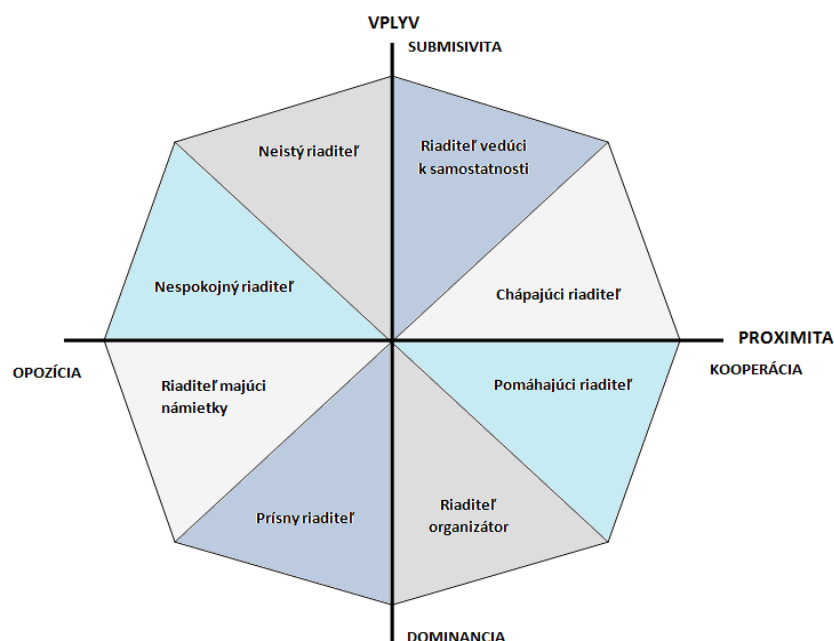 VPLYV
SUBMISIVITA
Neistý riaditeľ
Riaditeľ vedúci
k samostatnosti
Nespokojný riaditeľ
Chápajúci riaditeľ
PROXIMITA
OPOZÍCIA
KOOPERÁCIA
Riaditeľ majúci
námietky
Pomáhajúci riaditeľ
Prísny riaditeľ
Riaditeľ
organizátor
DOMINANCIA